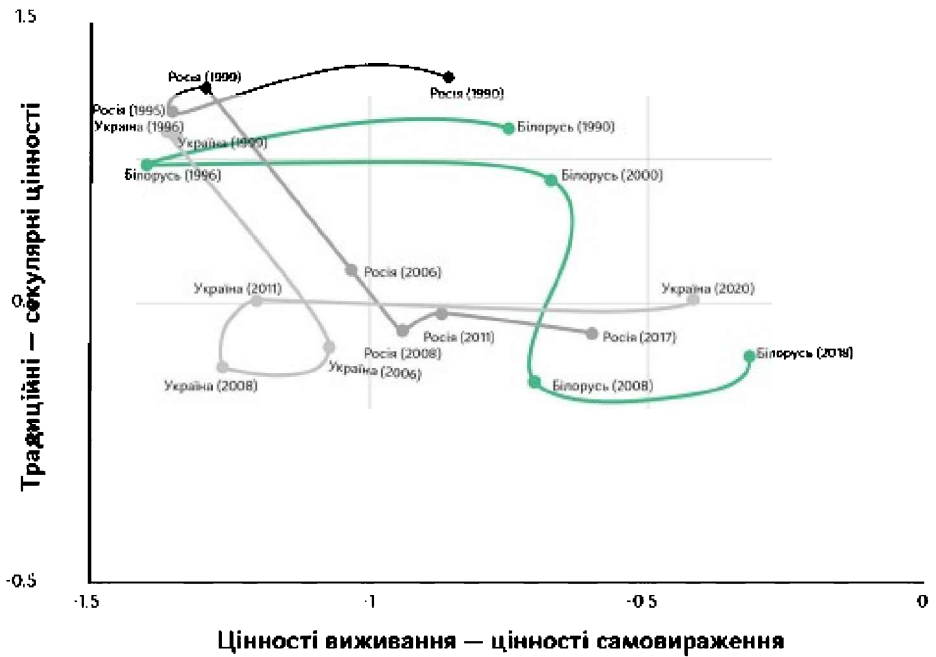 1.5
Росія (1999)
Росія (1990)
Росія (1995)
Україна (1996)
Україна (1999)
Білорусь (1990)
Білорусь (1996)
Білорусь (2000)
Росія (2006)
Україна (2011)
Україна (2020)
0
Росія (2011)
Росія (2017)
Росія (2008)
Білорусь (2018)
Україна (2006)
Україна (2008)
Білорусь (2008)
Традиційні — секулярні цінності
-0.5
-1.5
-1
-0.5
0
Цінності виживання — цінності самовираження